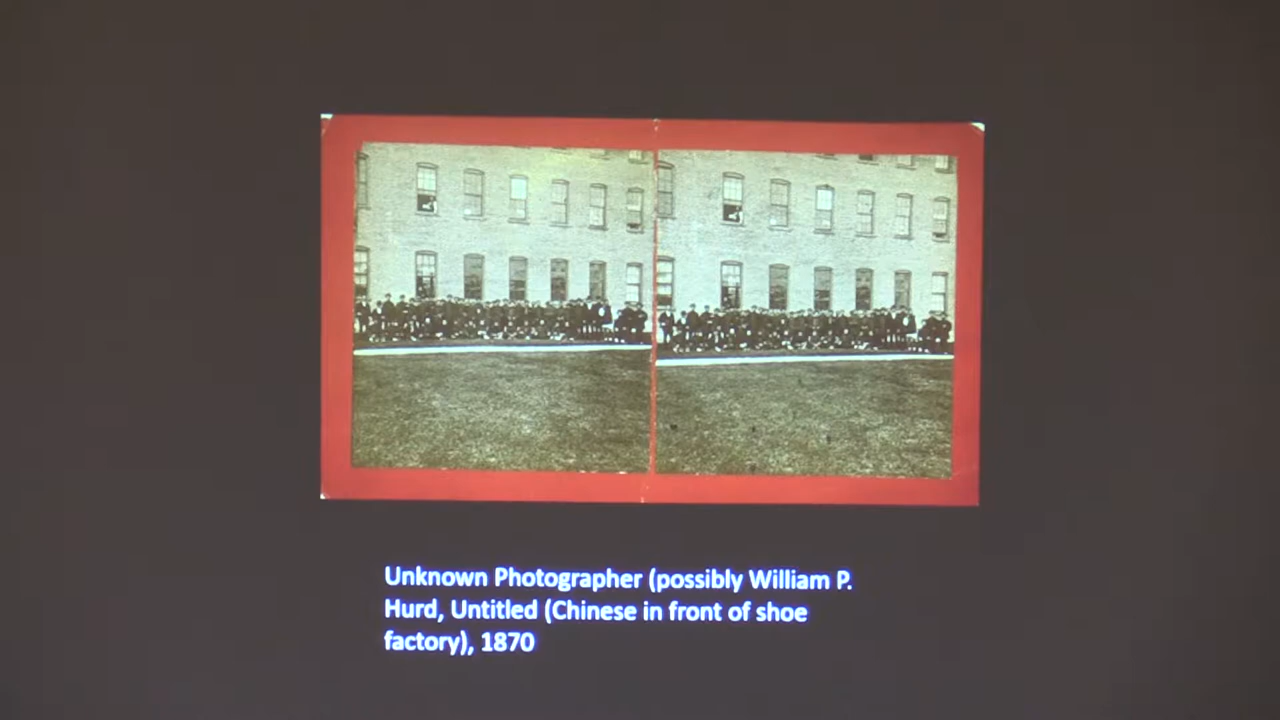 Unknown Photographer (possibly William P.
Hurd, Untitled (Chinese in front of shoe
factory), 1870